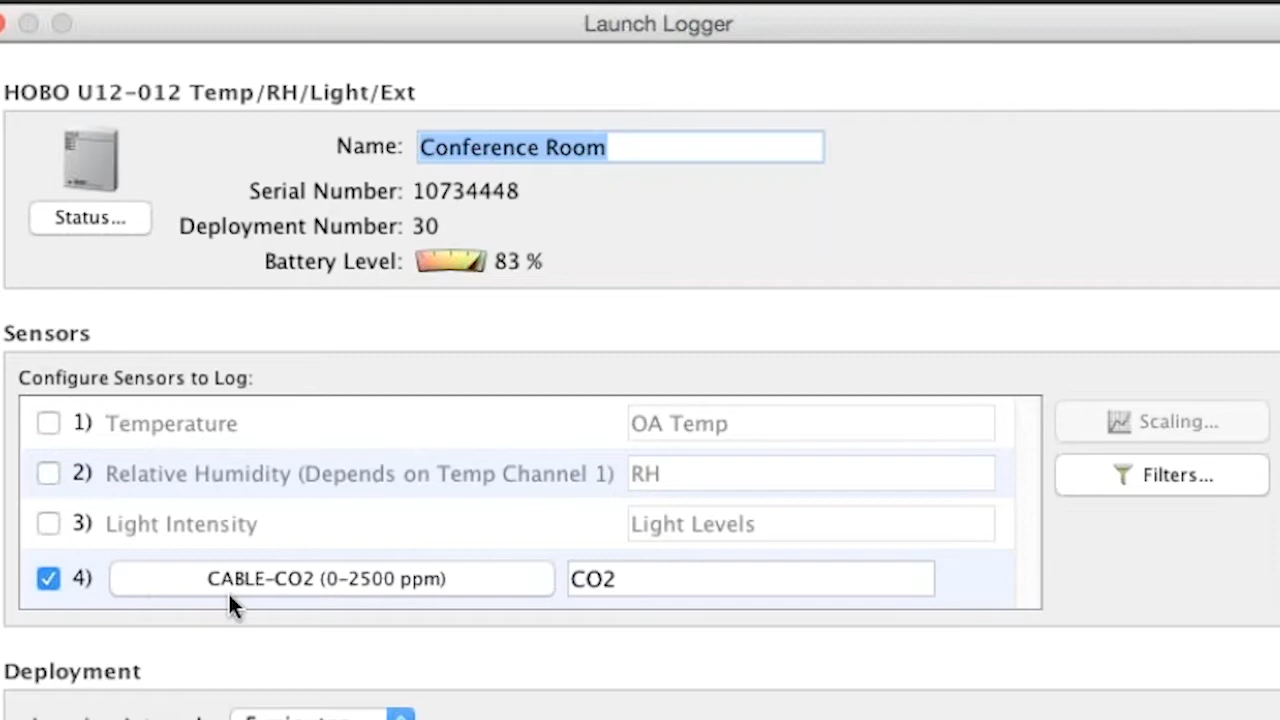 Launch Logger
HOBO U12-012 Temp/RH/Light/Ext
Name: Conference Room
Serial Number: 10734448
Status...
Deployment Number: 30
Battery Level: 83 %
Sensors
Configure Sensors to Log:
1) Temperature OA Temp
Scaling...
2) Relative Humidity (Depends on Temp Channel 1) RH
Filters...
3) Light Intensity Light Levels
4) CABLE-CO2 (0-2500 ppm) CO2
Deployment